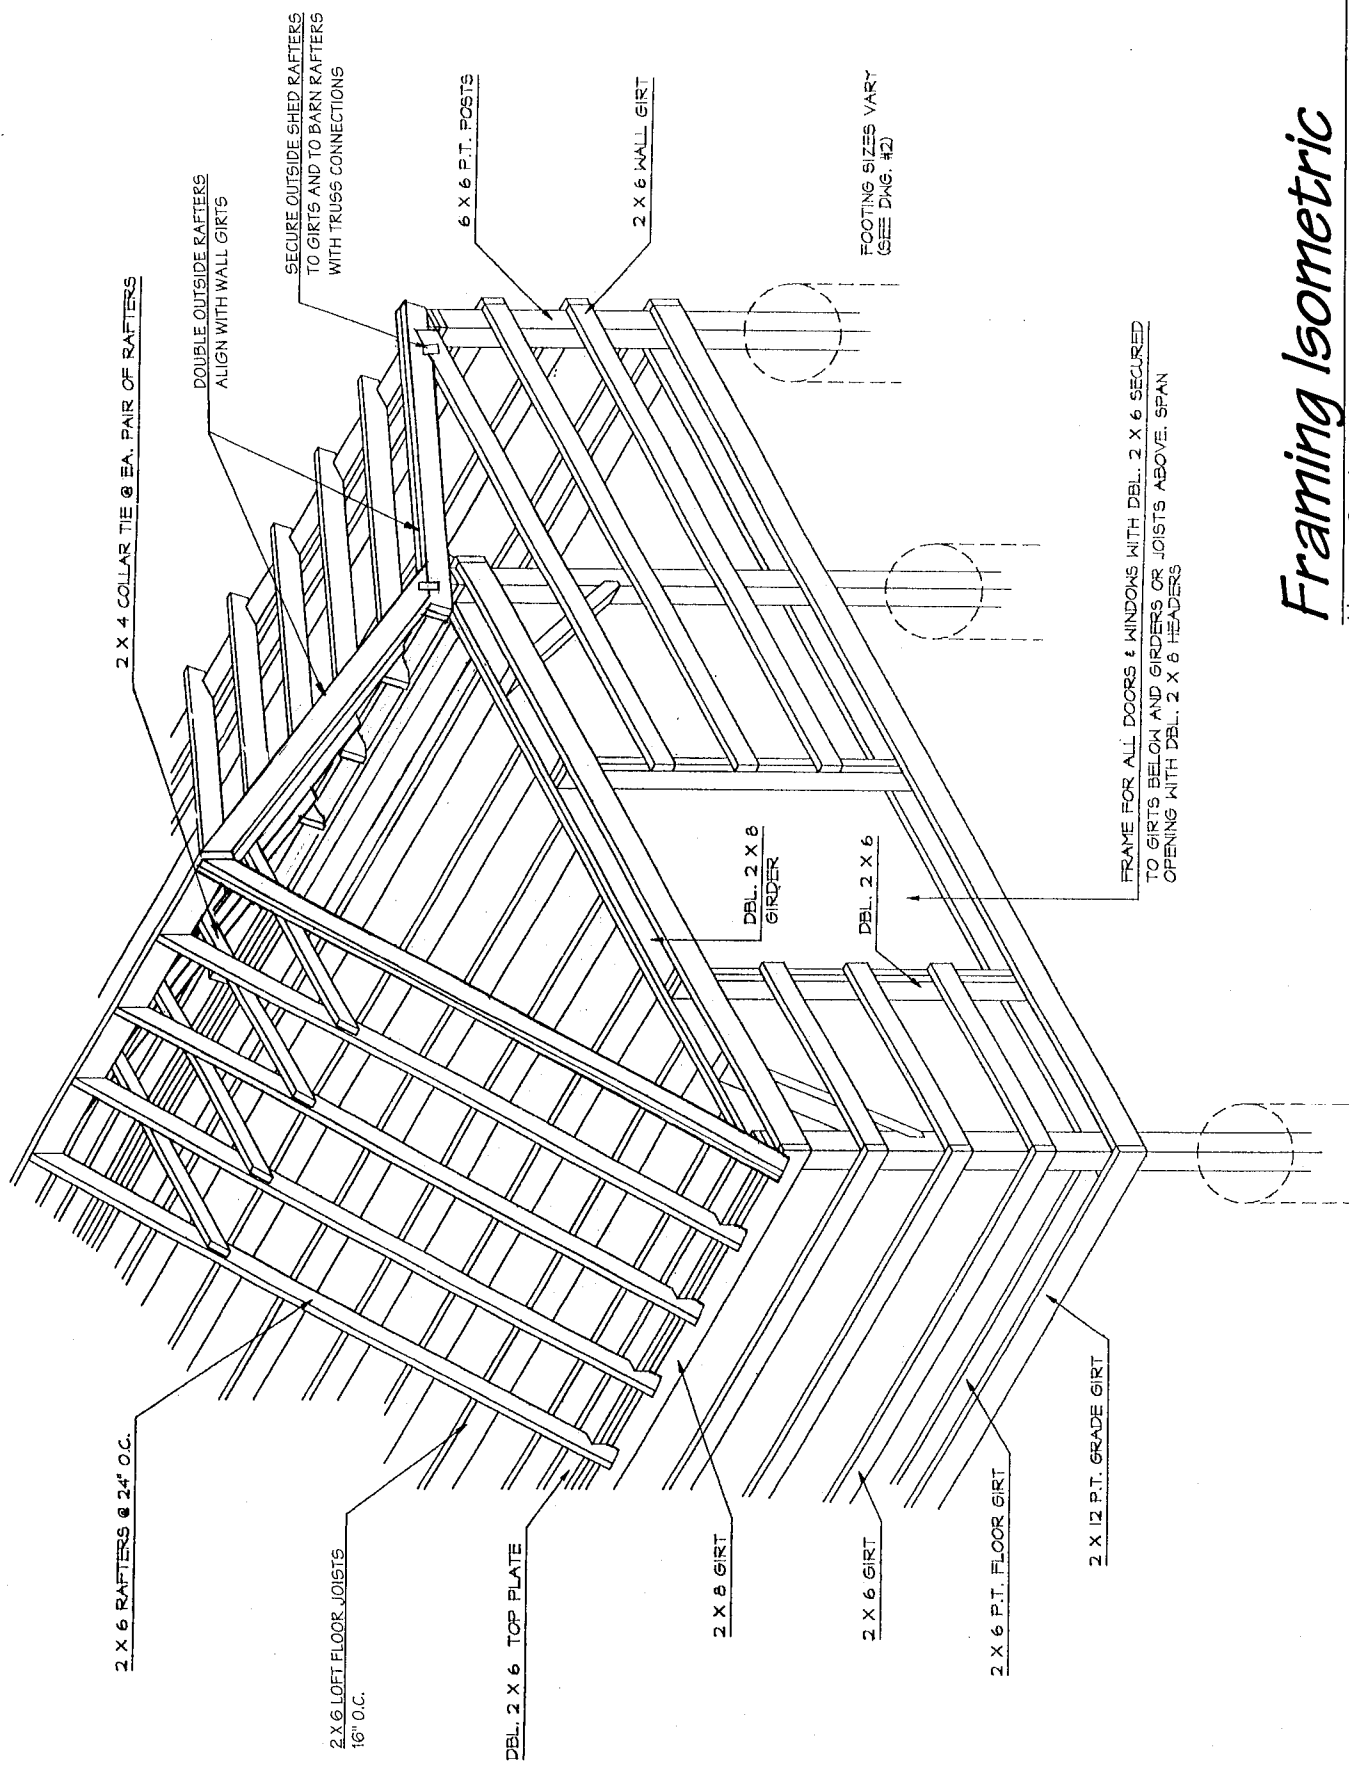 2 X 4 COLLAR TIE @ EA. PAIR OF RAFTERS
DOUBLE OUTSIDE RAFTERS
ALIGN WITH WALL GIRTS
SECURE OUTSIDE SHED RAFTERS
TO GIRTS AND TO BARN RAFTERS
WITH TRUSS CONNECTIONS
6 X 6 P.T. POSTS
2 X 6 WALL GIRT
FOOTING SIZES VARY
(SEE DWG. #2)
2 X 6 RAFTERS @ 24" O.C.
2 X 6 LOFT FLOOR JOISTS
16" O.C.
DBL. 2 X 6 TOP PLATE
2 X 8 GIRT
2 X 6 GIRT
2 X 6 P.T. FLOOR GIRT
2 X 12 P.T. GRADE GIRT
DBL. 2 X 8
GIRDER
DBL. 2 X 6
FRAME FOR ALL DOORS & WINDOWS WITH DBL. 2 X 6 SECURED
TO GIRTS BELOW AND GIRDERS OR JOISTS ABOVE. SPAN
OPENING WITH DBL. 2 X 8 HEADERS
Framing Isometric